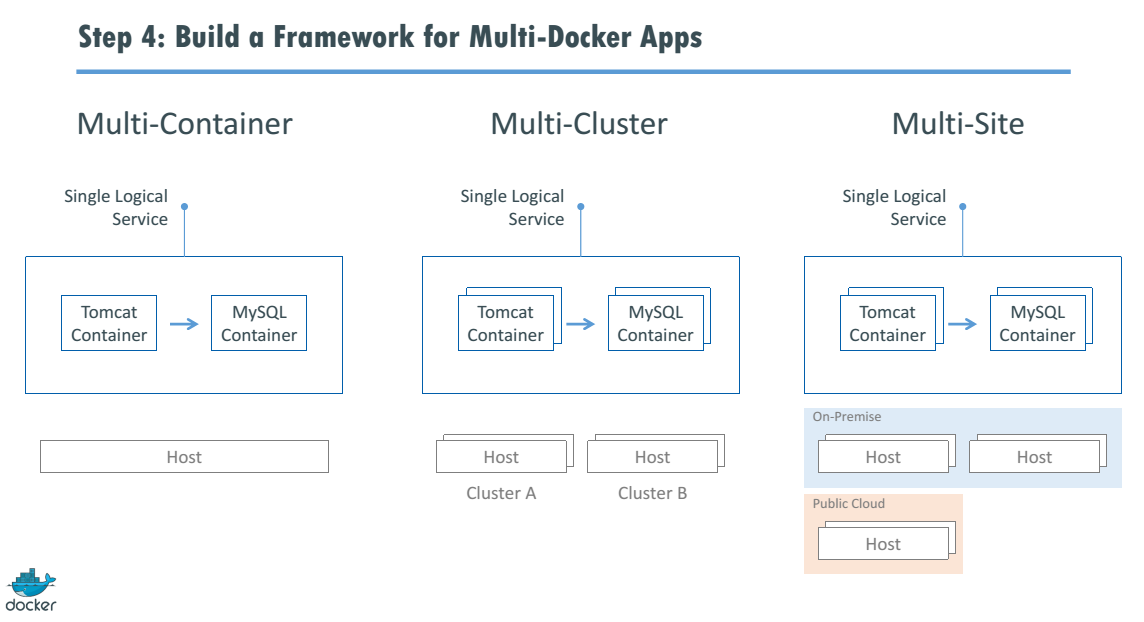 Step 4: Build a Framework for Multi-Docker Apps
Multi-Container
Single Logical
Service
Tomcat
Container
MySQL
Container
Host
Multi-Cluster
Single Logical
Service
Tomcat
Container
MySQL
Container
Host
Host
Cluster A
Cluster B
Multi-Site
Single Logical
Service
Tomcat
Container
MySQL
Container
On-Premise
Host
Host
Public Cloud
Host
docker